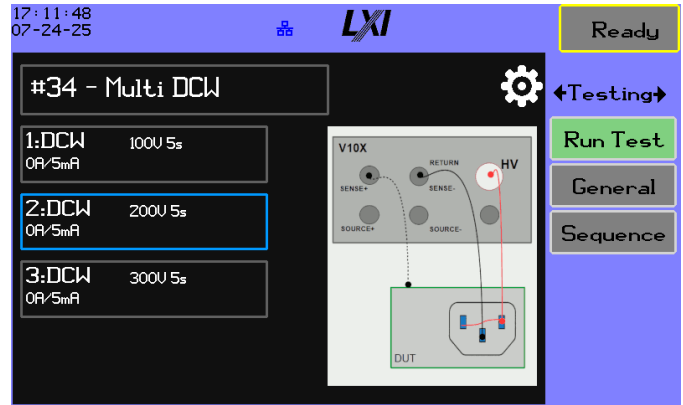 17:11:48
07-24-25
LXI
Ready
#34 - Multi DCW
←Testing→
1:DCW 100V 5s
0A/5mA
2:DCW 200V 5s
0A/5mA
3:DCW 300V 5s
0A/5mA
V10X
RETURN
HV
SENSE+
SENSE-
SOURCE+
SOURCE-
DUT
Run Test
General
Sequence